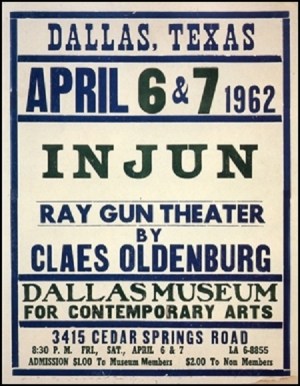 DALLAS, TEXAS
APRIL 6 & 7 1962
INJUN
RAY GUN THEATER
BY
CLAES OLDENBURG
DALLAS MUSEUM
FOR CONTEMPORARY ARTS
3415 CEDAR SPRINGS ROAD
8:30 P. M. FRI., SAT., APRIL 6 & 7 LA 6-8855
ADMISSION $1.00 To Museum Members $2.00 To Non Members